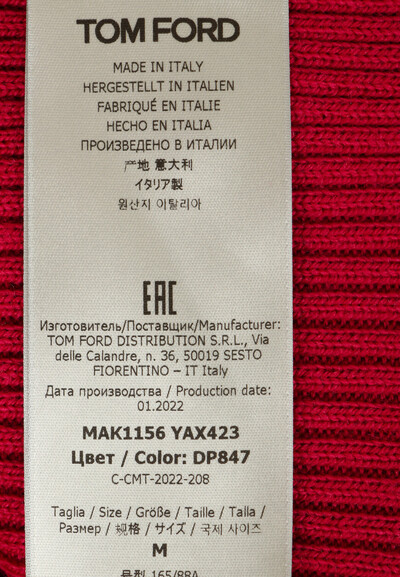 TOM FORD
MADE IN ITALY
HERGESTELLT IN ITALIEN
FABRIQUÉ EN ITALIE
HECHO EN ITALIA
ПРОИЗВЕДЕНО В ИТАЛИИ
产地 意大利
イタリア製
원산지 이탈리아
EAC
Изготовитель/Поставщик/Manufacturer:
TOM FORD DISTRIBUTION S.R.L., Via
delle Calandre, n. 36, 50019 SESTO
FIORENTINO – IT Italy
Дата производства / Production date:
01.2022
MAK1156 YAX423
Цвет / Color: DP847
C-CMT-2022-208
Taglia / Size / Größe / Taille / Talla /
Размер / 规格 / サイズ / 국제 사이즈
M
号型 165/88A